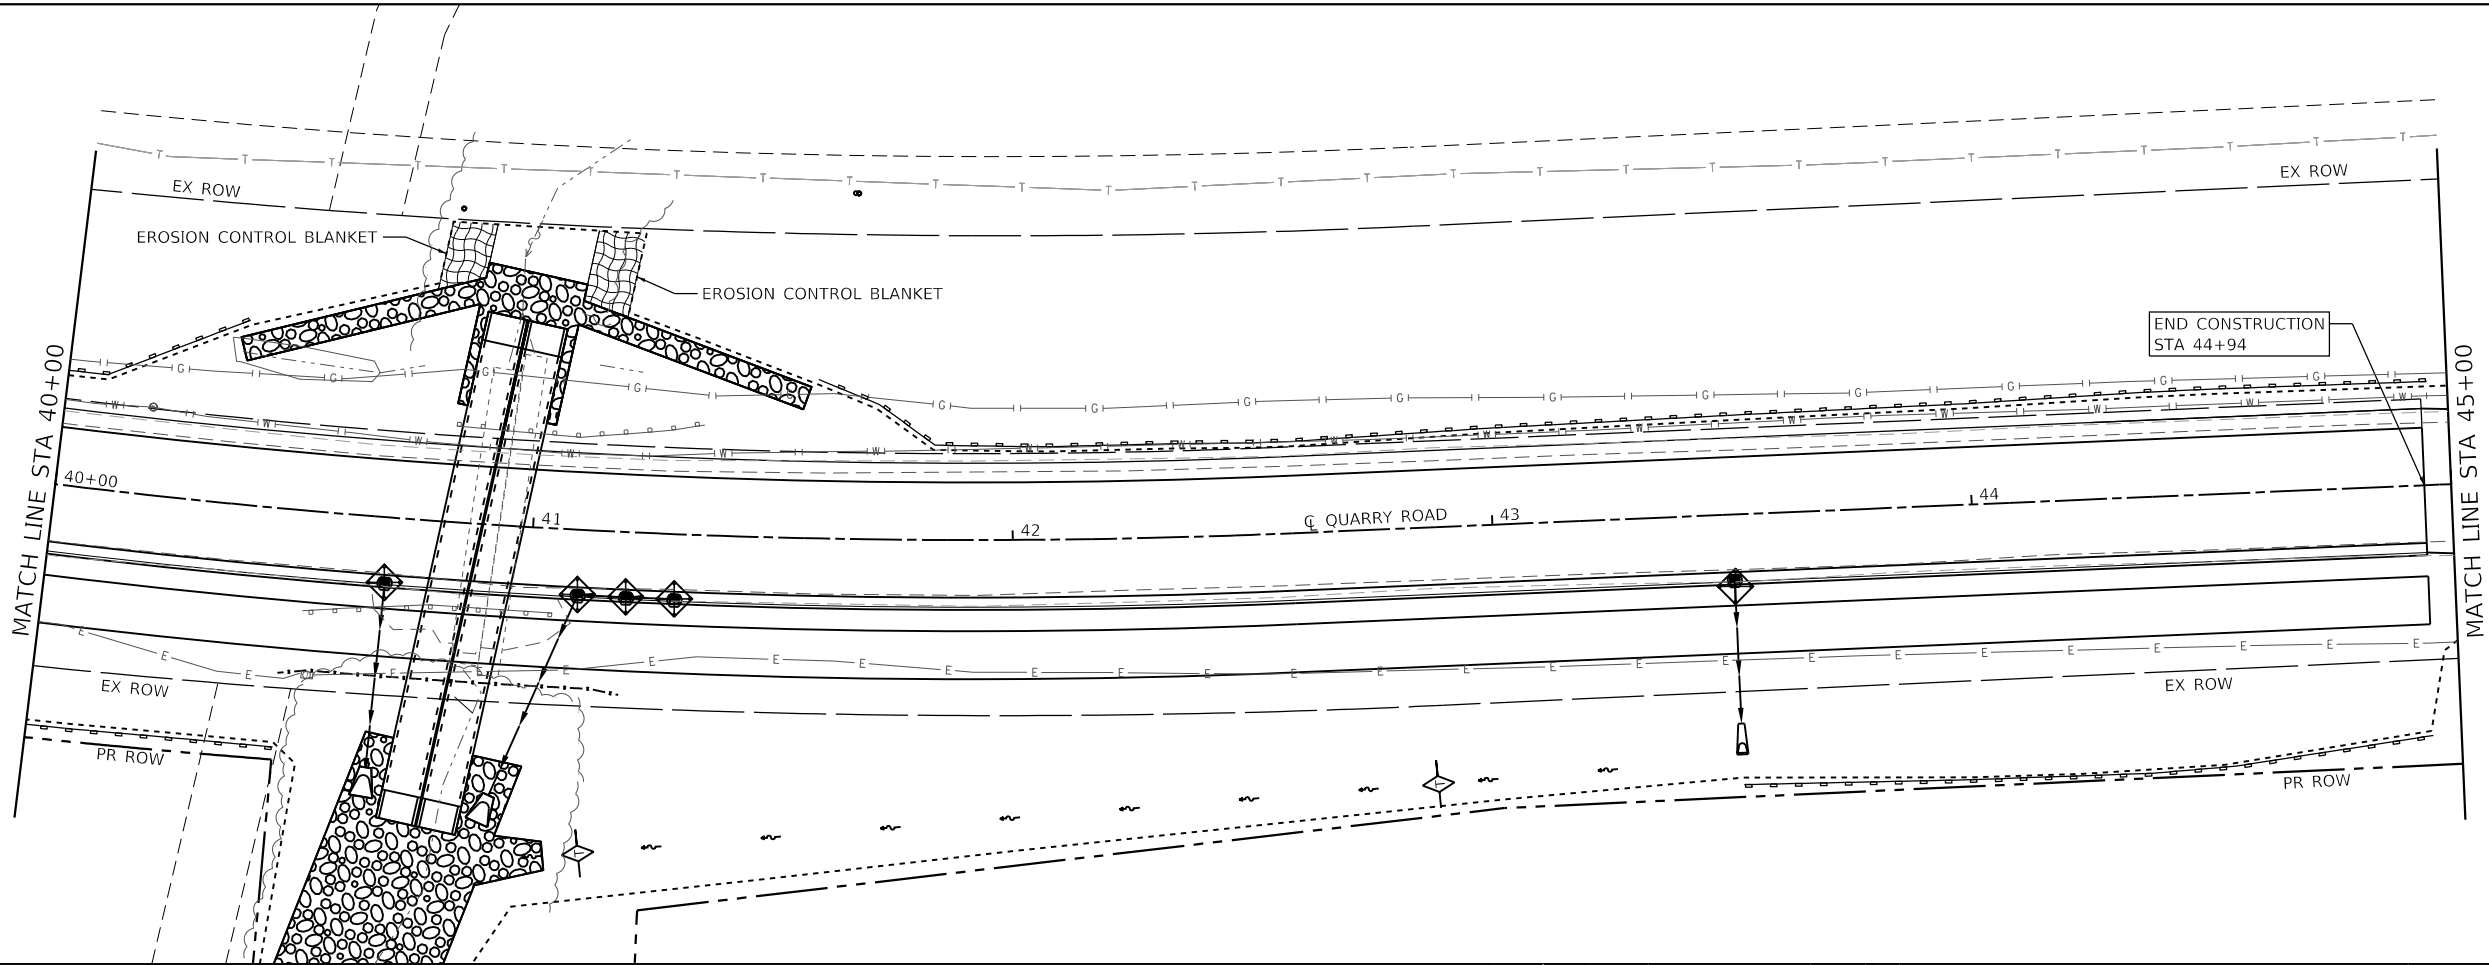 EX ROW
EX ROW
EROSION CONTROL BLANKET
EROSION CONTROL BLANKET
END CONSTRUCTION
STA 44+94
MATCH LINE STA 40+00
MATCH LINE STA 45+00
40+00
41
42
℄ QUARRY ROAD
43
44
EX ROW
EX ROW
PR ROW
PR ROW